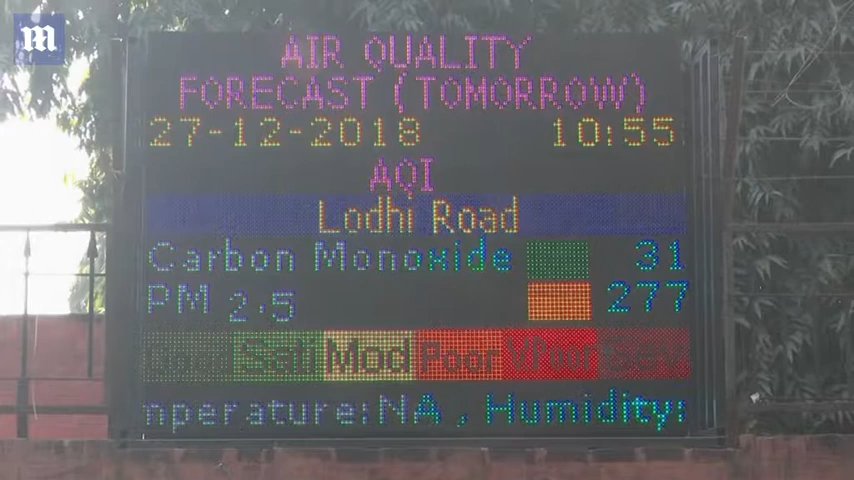 m
AIR QUALITY
FORECAST (TOMORROW)
27-12-2018 10:55
AQI
Lodhi Road
Carbon Monoxide 31
PM 2.5 277
Sati Mod Poor V.Pour
nperature:NA , Humidity: